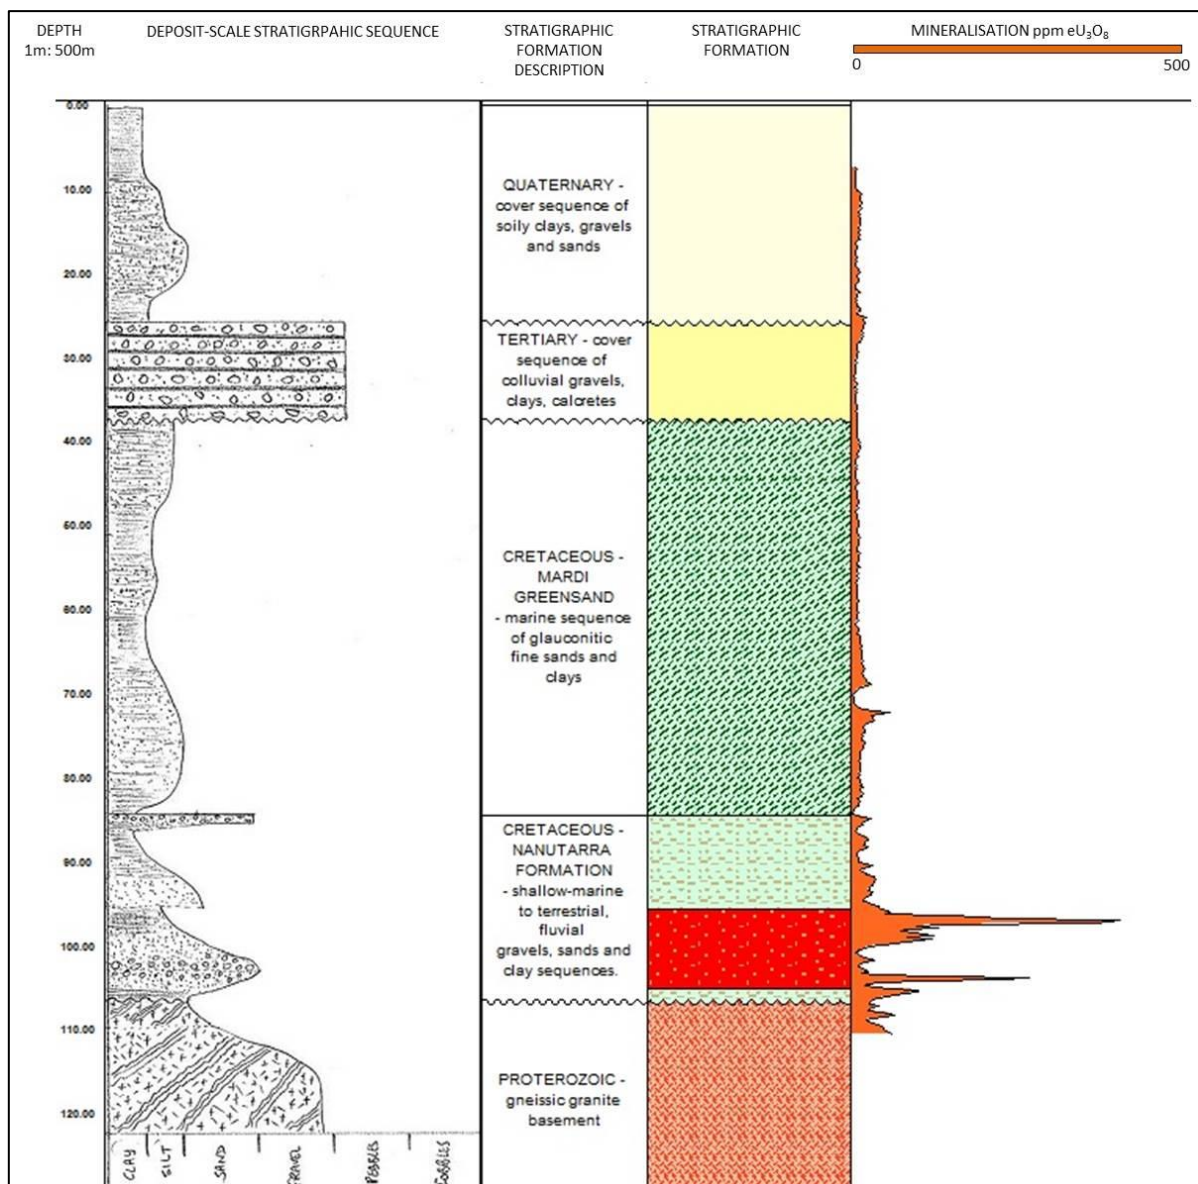 DEPTH
1m: 500m
DEPOSIT-SCALE STRATIGRPAHIC SEQUENCE
STRATIGRAPHIC
FORMATION
DESCRIPTION
STRATIGRAPHIC
FORMATION
MINERALISATION ppm eU₃O₈
0
500
0.00
10.00
20.00
30.00
40.00
50.00
60.00
70.00
80.00
90.00
100.00
110.00
120.00
QUATERNARY -
cover sequence of
soily clays, gravels
and sands
TERTIARY - cover
sequence of
colluvial gravels,
clays, calcretes
CRETACEOUS -
MARDI
GREENSAND
- marine sequence
of glauconitic
fine sands and
clays
CRETACEOUS -
NANUTARRA
FORMATION
- shallow-marine
to terrestrial,
fluvial
gravels, sands and
clay sequences.
PROTEROZOIC -
gneissic granite
basement
CLAY
SILT
SAND
GRAVEL
PEBBLES
COBBLES